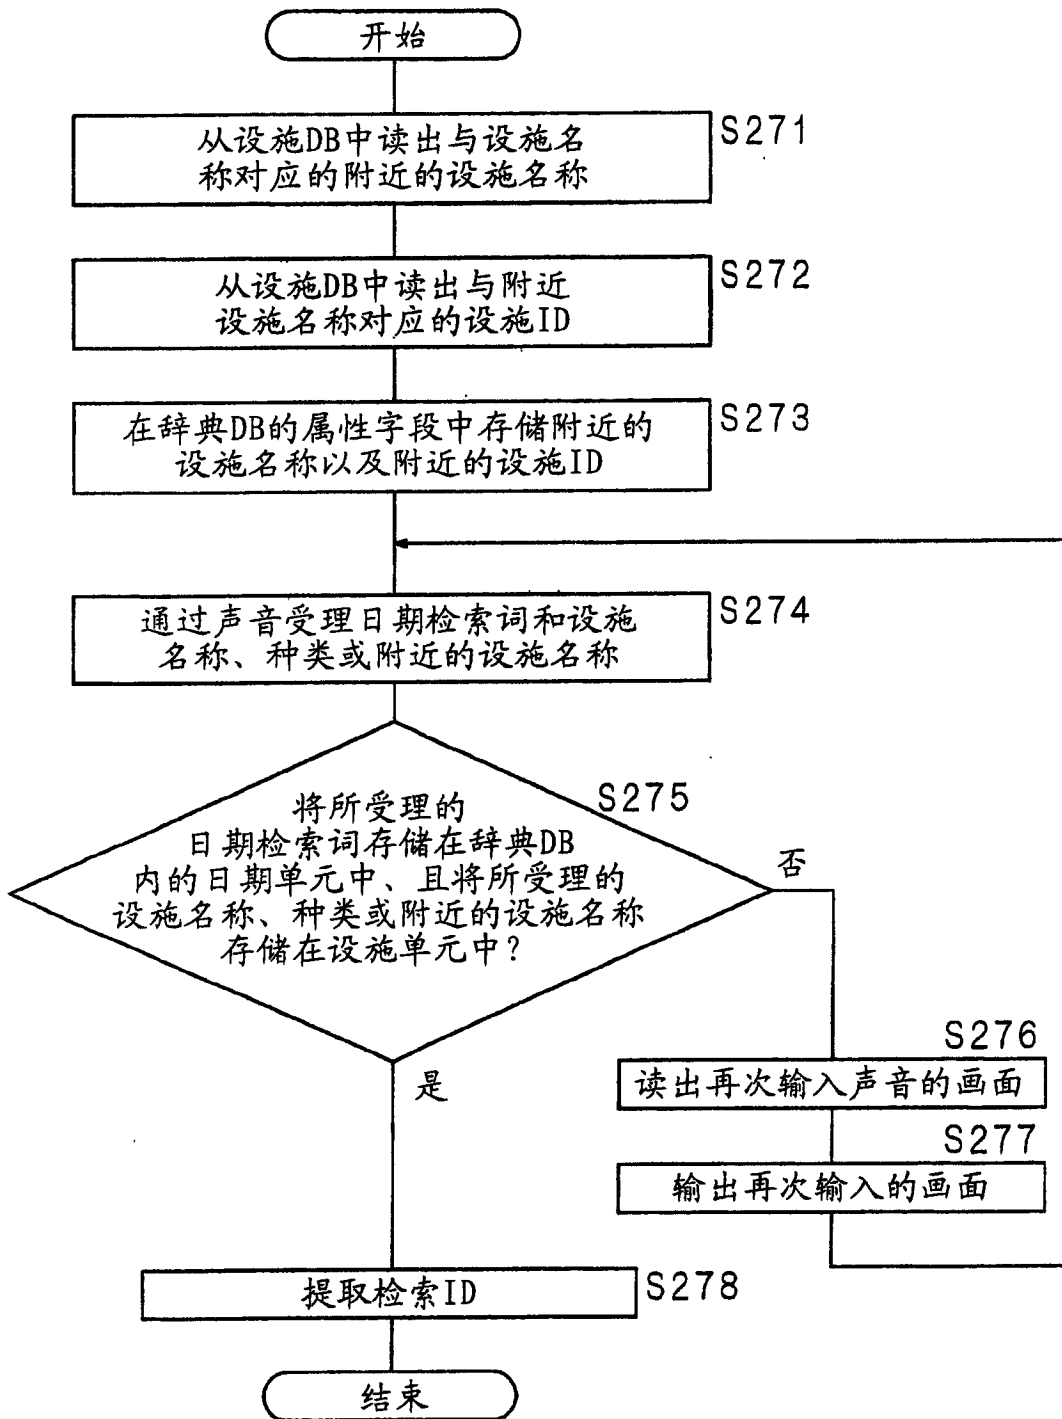 开始
S271
从设施DB中读出与设施名
称对应的附近的设施名称
S272
从设施DB中读出与附近
设施名称对应的设施ID
S273
在辞典DB的属性字段中存储附近的
设施名称以及附近的设施ID
S274
通过声音受理日期检索词和设施
名称、种类或附近的设施名称
S275
将所受理的
日期检索词存储在辞典DB
内的日期单元中、且将所受理的
设施名称、种类或附近的设施名称
存储在设施单元中?
否
是
S276
读出再次输入声音的画面
S277
输出再次输入的画面
提取检索ID
S278
结束